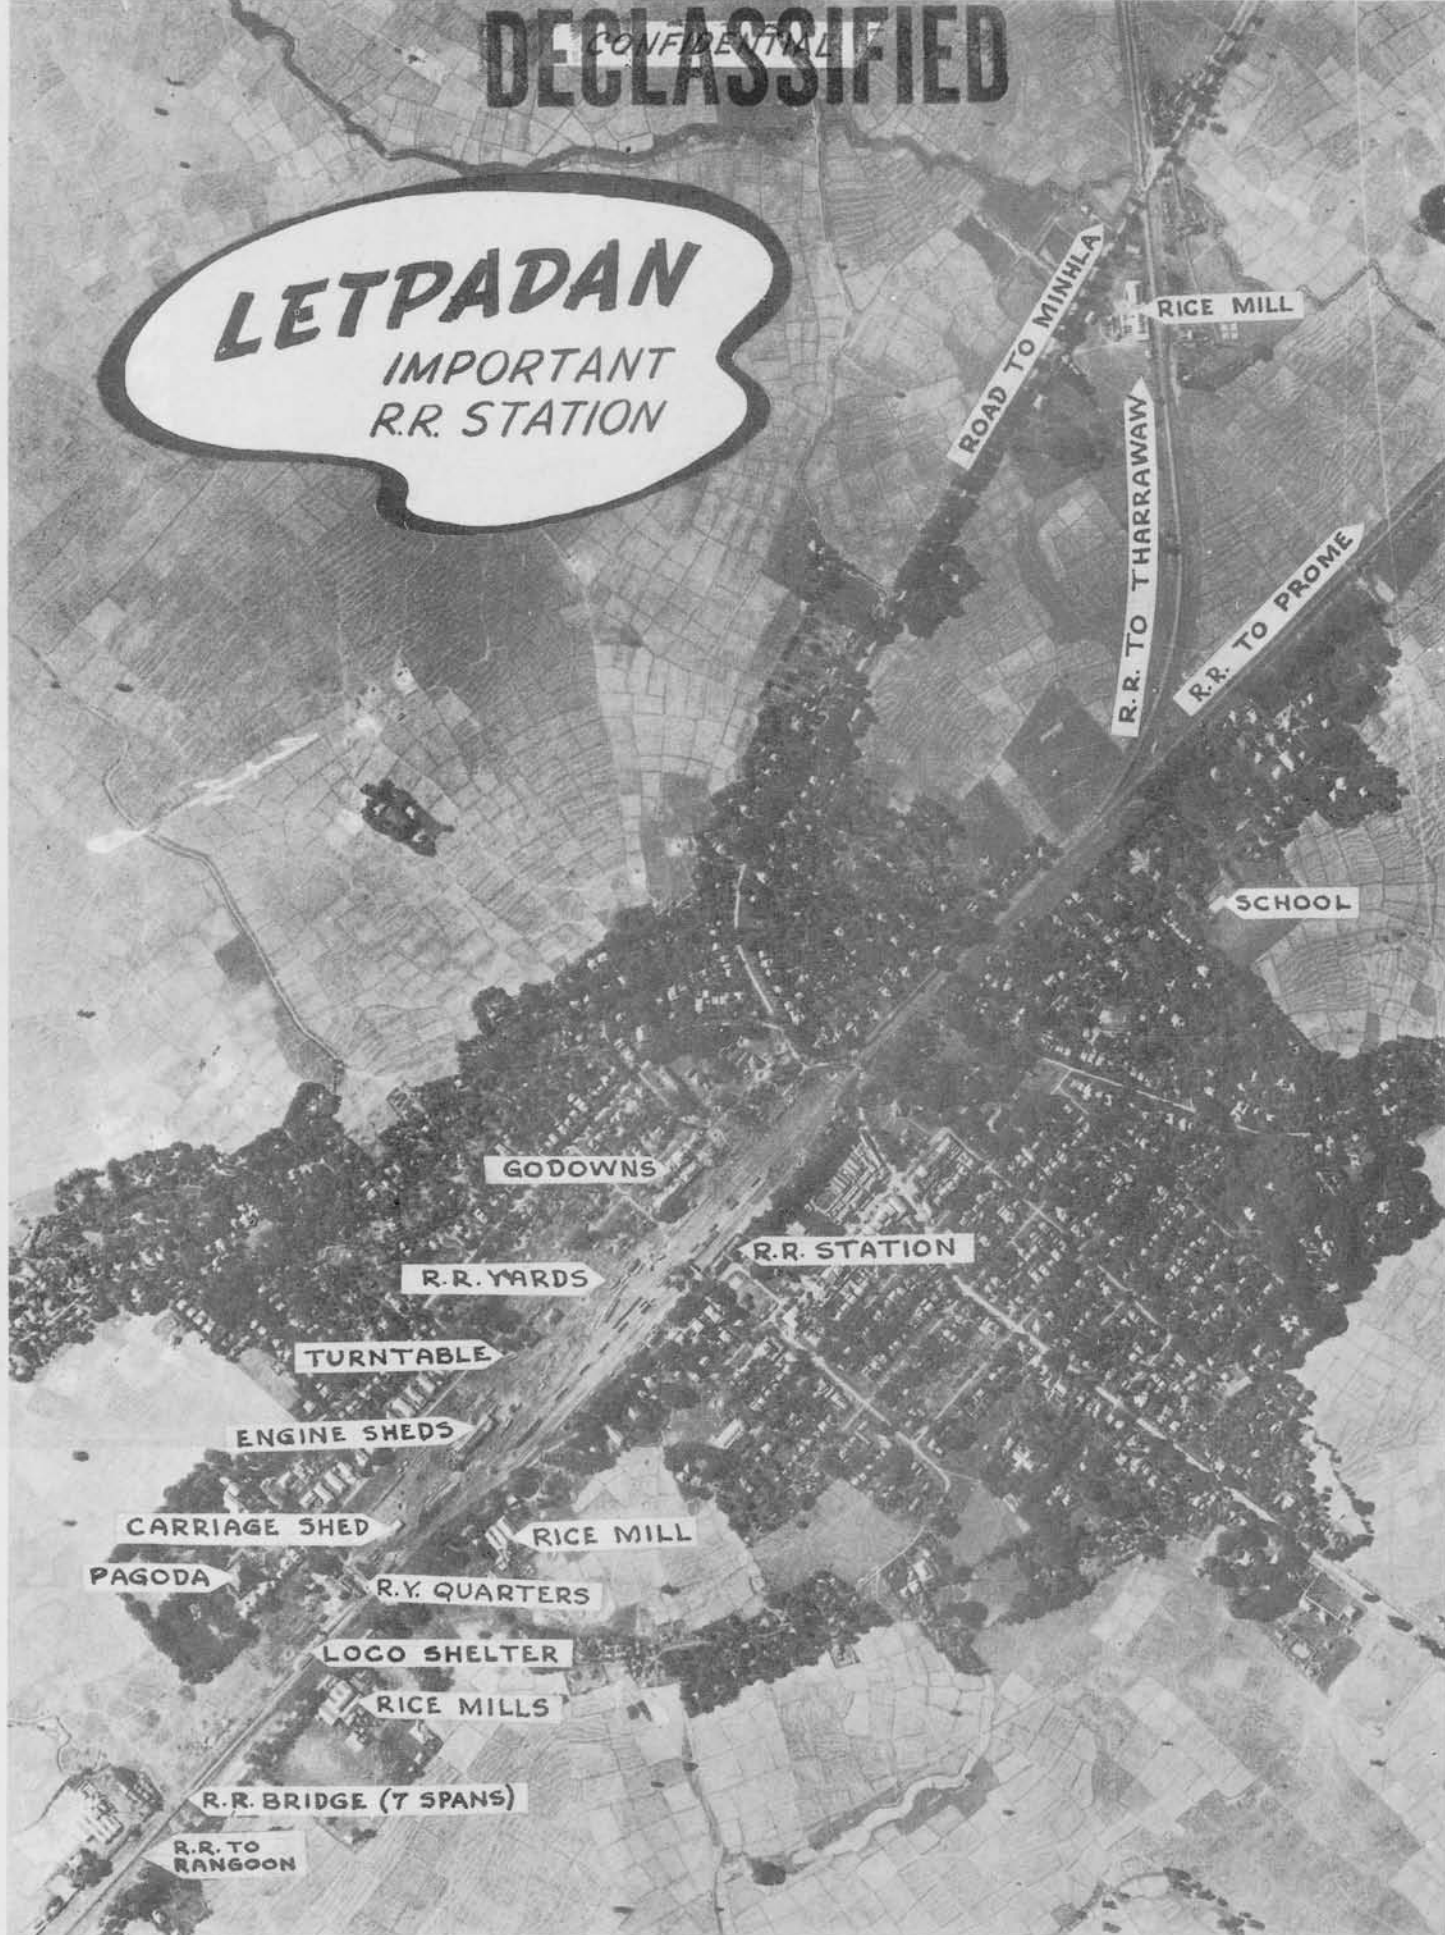 CONFIDENTIAL
DECLASSIFIED
LETPADAN
IMPORTANT
R.R. STATION
ROAD TO MINHLA
RICE MILL
R.R. TO THARRAWAW
R.R. TO PROME
SCHOOL
GODOWNS
R.R. STATION
R.R. YARDS
TURNTABLE
ENGINE SHEDS
CARRIAGE SHED
RICE MILL
PAGODA
R.Y. QUARTERS
LOCO SHELTER
RICE MILLS
R.R. BRIDGE (7 SPANS)
R.R. TO
RANGOON